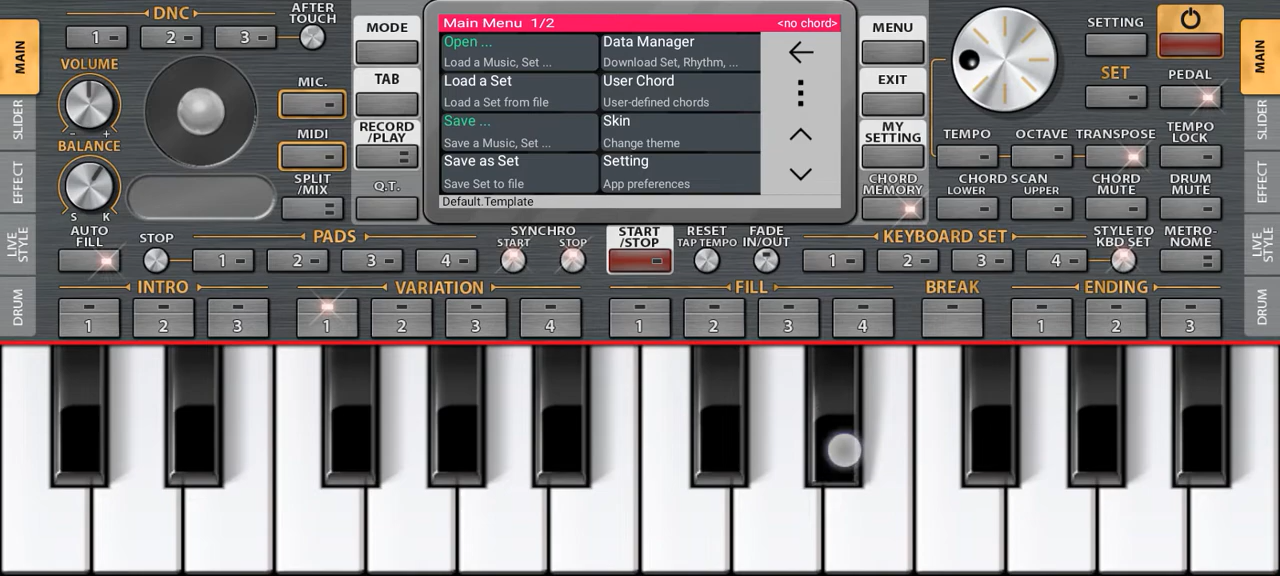 DNC
AFTER
TOUCH
1 2 3
MAIN
SLIDER
EFFECT
LIVE
STYLE
DRUM
VOLUME
- +
BALANCE
S K
MIC.
MIDI
SPLIT
/MIX
MODE
TAB
RECORD
/PLAY
Q.T.
Main Menu 1/2
<no chord>
Open ...
Load a Music, Set ...
Data Manager
Download Set, Rhythm, ...
Load a Set
Load a Set from file
User Chord
User-defined chords
Save ...
Save a Music, Set ...
Skin
Change theme
Save as Set
Save Set to file
Setting
App preferences
Default.Template
MENU
EXIT
MY
SETTING
CHORD
MEMORY
SETTING
SET
PEDAL
TEMPO
OCTAVE
TRANSPOSE
TEMPO
LOCK
CHORD SCAN
LOWER UPPER
CHORD
MUTE
DRUM
MUTE
MAIN
SLIDER
EFFECT
LIVE
STYLE
DRUM
AUTO
FILL
STOP
PADS
1 2 3 4
SYNCHRO
START STOP
START
/STOP
RESET
TAP TEMPO
FADE
IN/OUT
KEYBOARD SET
1 2 3 4
STYLE TO
KBD SET
METRO-
NOME
INTRO
1 2 3
VARIATION
1 2 3 4
FILL
1 2 3 4
BREAK
ENDING
1 2 3